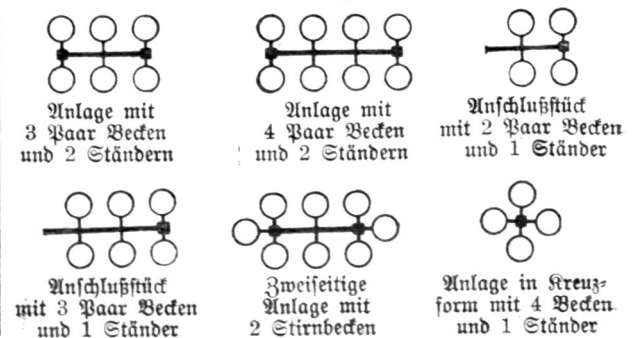 Anlage mit
3 Paar Becken
und 2 Ständern
Anlage mit
4 Paar Becken
und 2 Ständern
Anschlußstück
mit 2 Paar Becken
und 1 Ständer
Anschlußstück
mit 3 Paar Becken
und 1 Ständer
Zweiseitige
Anlage mit
2 Stirnbecken
Anlage in Kreuz-
form mit 4 Becken
und 1 Ständer